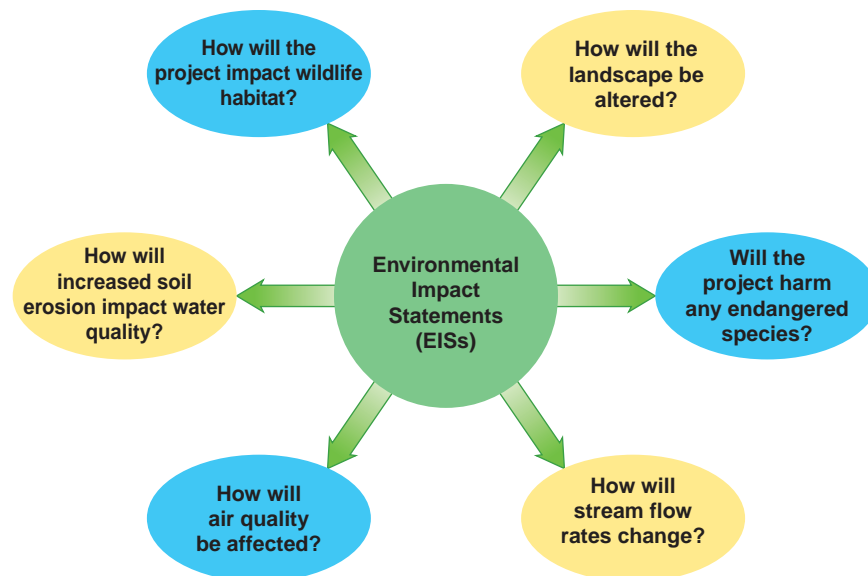 How will the
project impact wildlife
habitat?
How will the
landscape be
altered?
How will
increased soil
erosion impact water
quality?
Environmental
Impact
Statements
(EISs)
Will the
project harm
any endangered
species?
How will
air quality
be affected?
How will
stream flow
rates change?